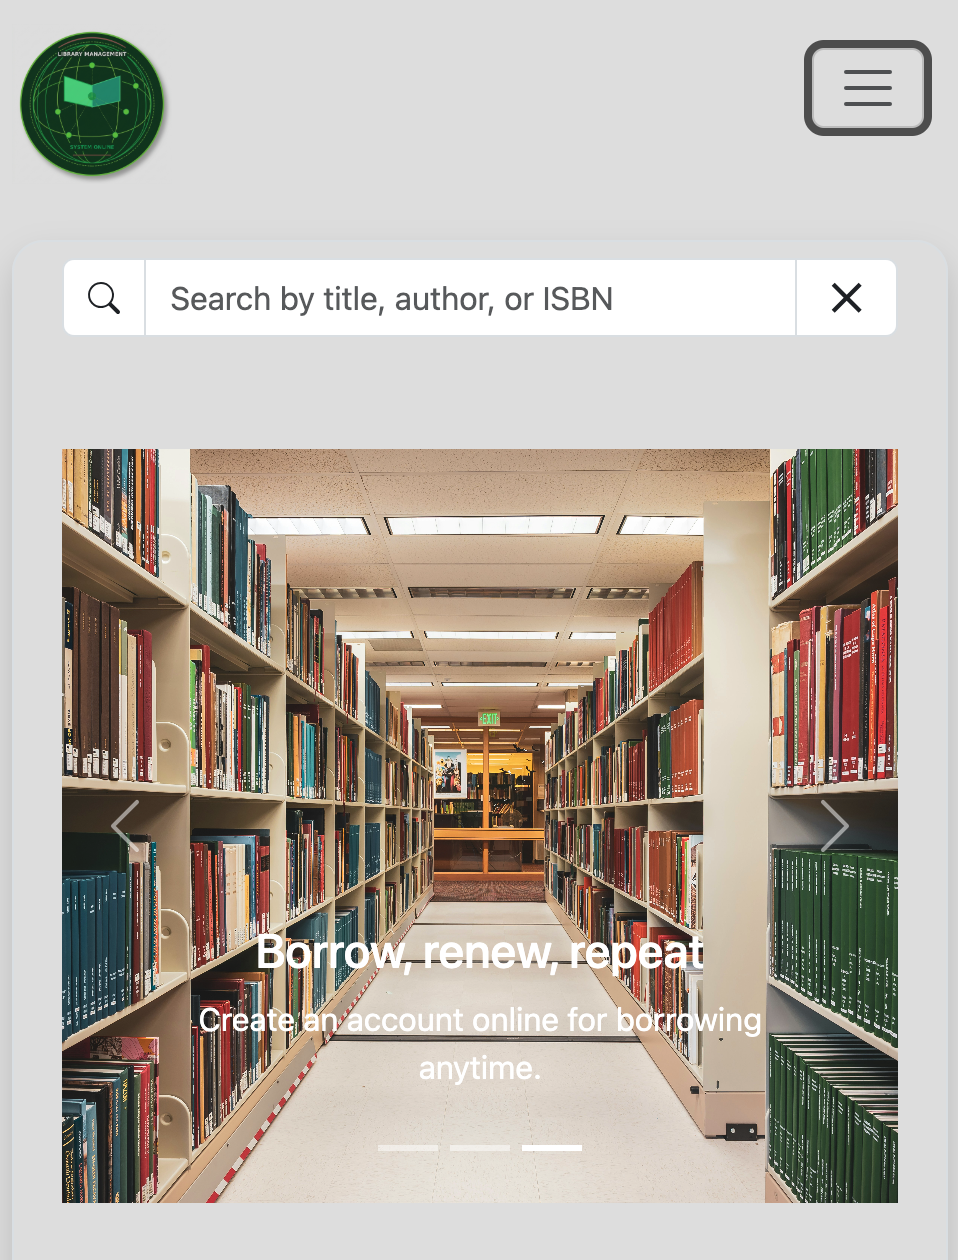 LIBRARY MANAGEMENT
SYSTEM ONLINE
Search by title, author, or ISBN
EXIT
Borrow, renew, repeat
Create an account online for borrowing
anytime.